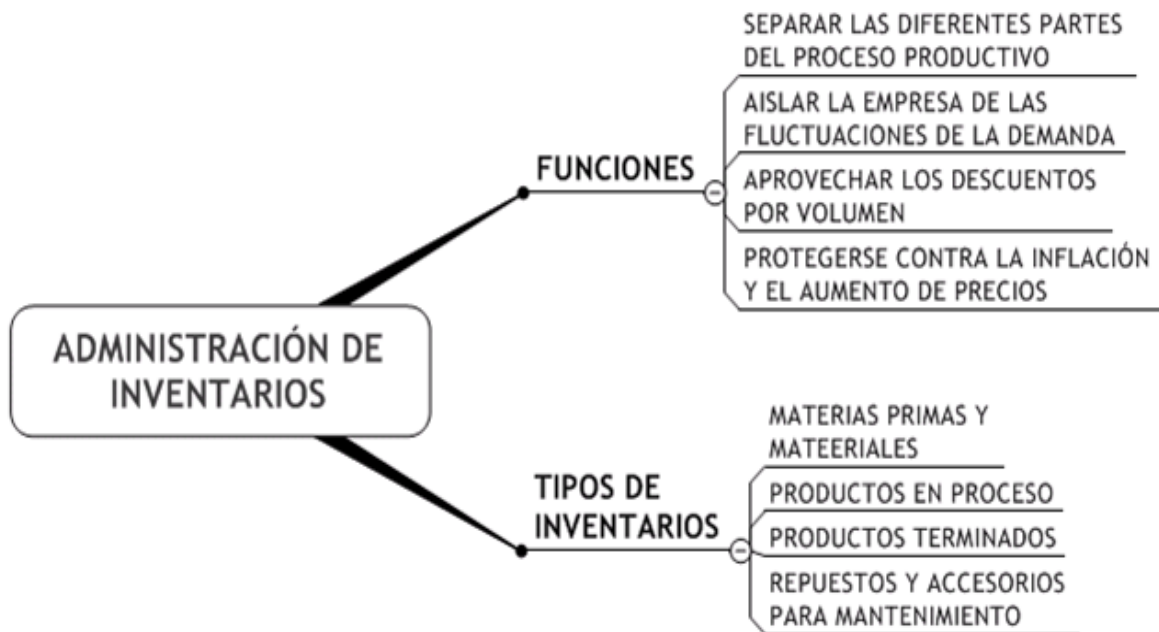 ADMINISTRACIÓN DE
INVENTARIOS
FUNCIONES
SEPARAR LAS DIFERENTES PARTES
DEL PROCESO PRODUCTIVO
AISLAR LA EMPRESA DE LAS
FLUCTUACIONES DE LA DEMANDA
APROVECHAR LOS DESCUENTOS
POR VOLUMEN
PROTEGERSE CONTRA LA INFLACIÓN
Y EL AUMENTO DE PRECIOS
TIPOS DE
INVENTARIOS
MATERIAS PRIMAS Y
MATEERIALES
PRODUCTOS EN PROCESO
PRODUCTOS TERMINADOS
REPUESTOS Y ACCESORIOS
PARA MANTENIMIENTO